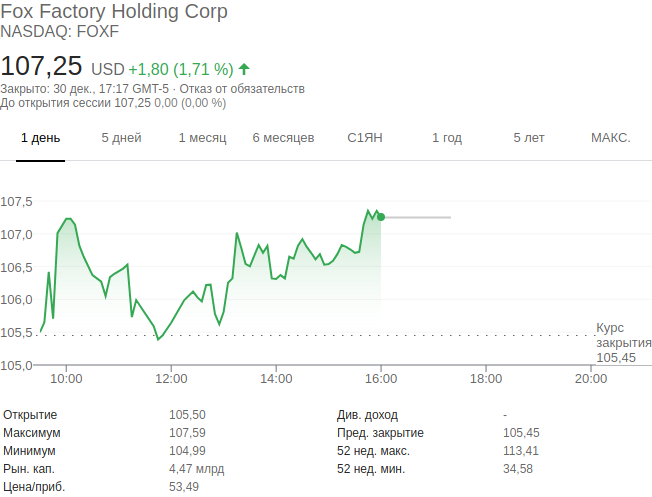 Fox Factory Holding Corp
NASDAQ: FOXF
107,25 USD +1,80 (1,71 %)
Закрыто: 30 дек., 17:17 GMT-5 · Отказ от обязательств
До открытия сессии 107,25 0,00 (0,00 %)
1 день 5 дней 1 месяц 6 месяцев С1ЯН 1 год 5 лет МАКС.
107,5
107,0
106,5
106,0
105,5
Курс
закрытия
105,45
105,0
10:00 12:00 14:00 16:00 18:00 20:00
Открытие 105,50 Див. доход -
Максимум 107,59 Пред. закрытие 105,45
Минимум 104,99 52 нед. макс. 113,41
Рын. кап. 4,47 млрд 52 нед. мин. 34,58
Цена/приб. 53,49